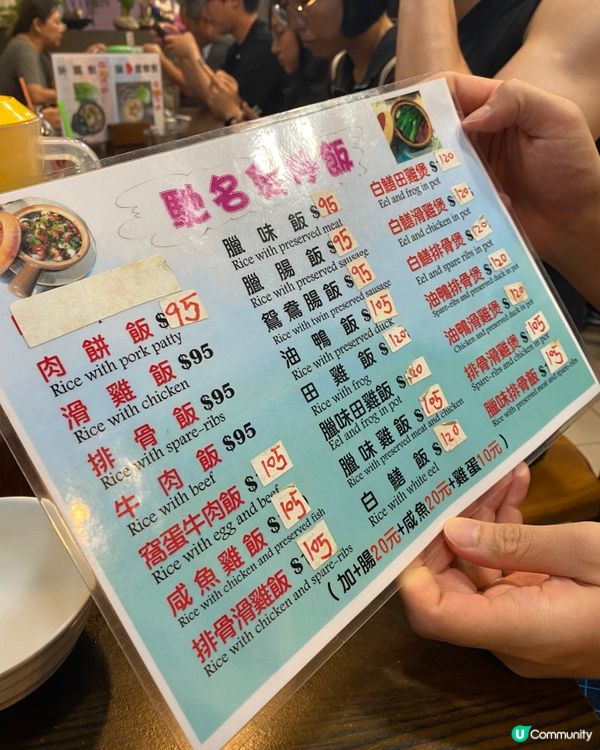 馳名煲仔飯
肉餅飯 $95
Rice with pork patty
滑雞飯 $95
Rice with chicken
排骨飯 $95
Rice with spare-ribs
牛肉飯 $95
Rice with beef
窩蛋牛肉飯 $105
Rice with egg and beef
咸魚雞飯 $105
Rice with chicken and preserved fish
排骨滑雞飯 $105
Rice with chicken and spare-ribs
臘味飯 $95
Rice with preserved meat
臘腸飯 $95
Rice with preserved sausage
鴛鴦腸飯 $95
Rice with twin preserved sausage
油鴨飯 $105
Rice with preserved duck
田雞飯 $120
Rice with frog
臘味田雞飯
Eel and frog in pot
臘味雞飯 $105
Rice with preserved meat and chicken
白鱔飯 $120
Rice with white eel
(加+腸20元+咸魚20元+雞蛋10元)
白鱔田雞煲 $120
Eel and frog in pot
白鱔滑雞煲 $120
Eel and chicken in pot
白鱔排骨煲 $120
Eel and spare-ribs in pot
油鴨排骨煲 $120
Spare-ribs and preserved duck in pot
油鴨滑雞煲 $120
Chicken and preserved duck in pot
排骨滑雞煲 $105
Spare-ribs and chicken in pot
臘味排骨飯 $105
Rice with preserved meat and spare-ribs
U Community